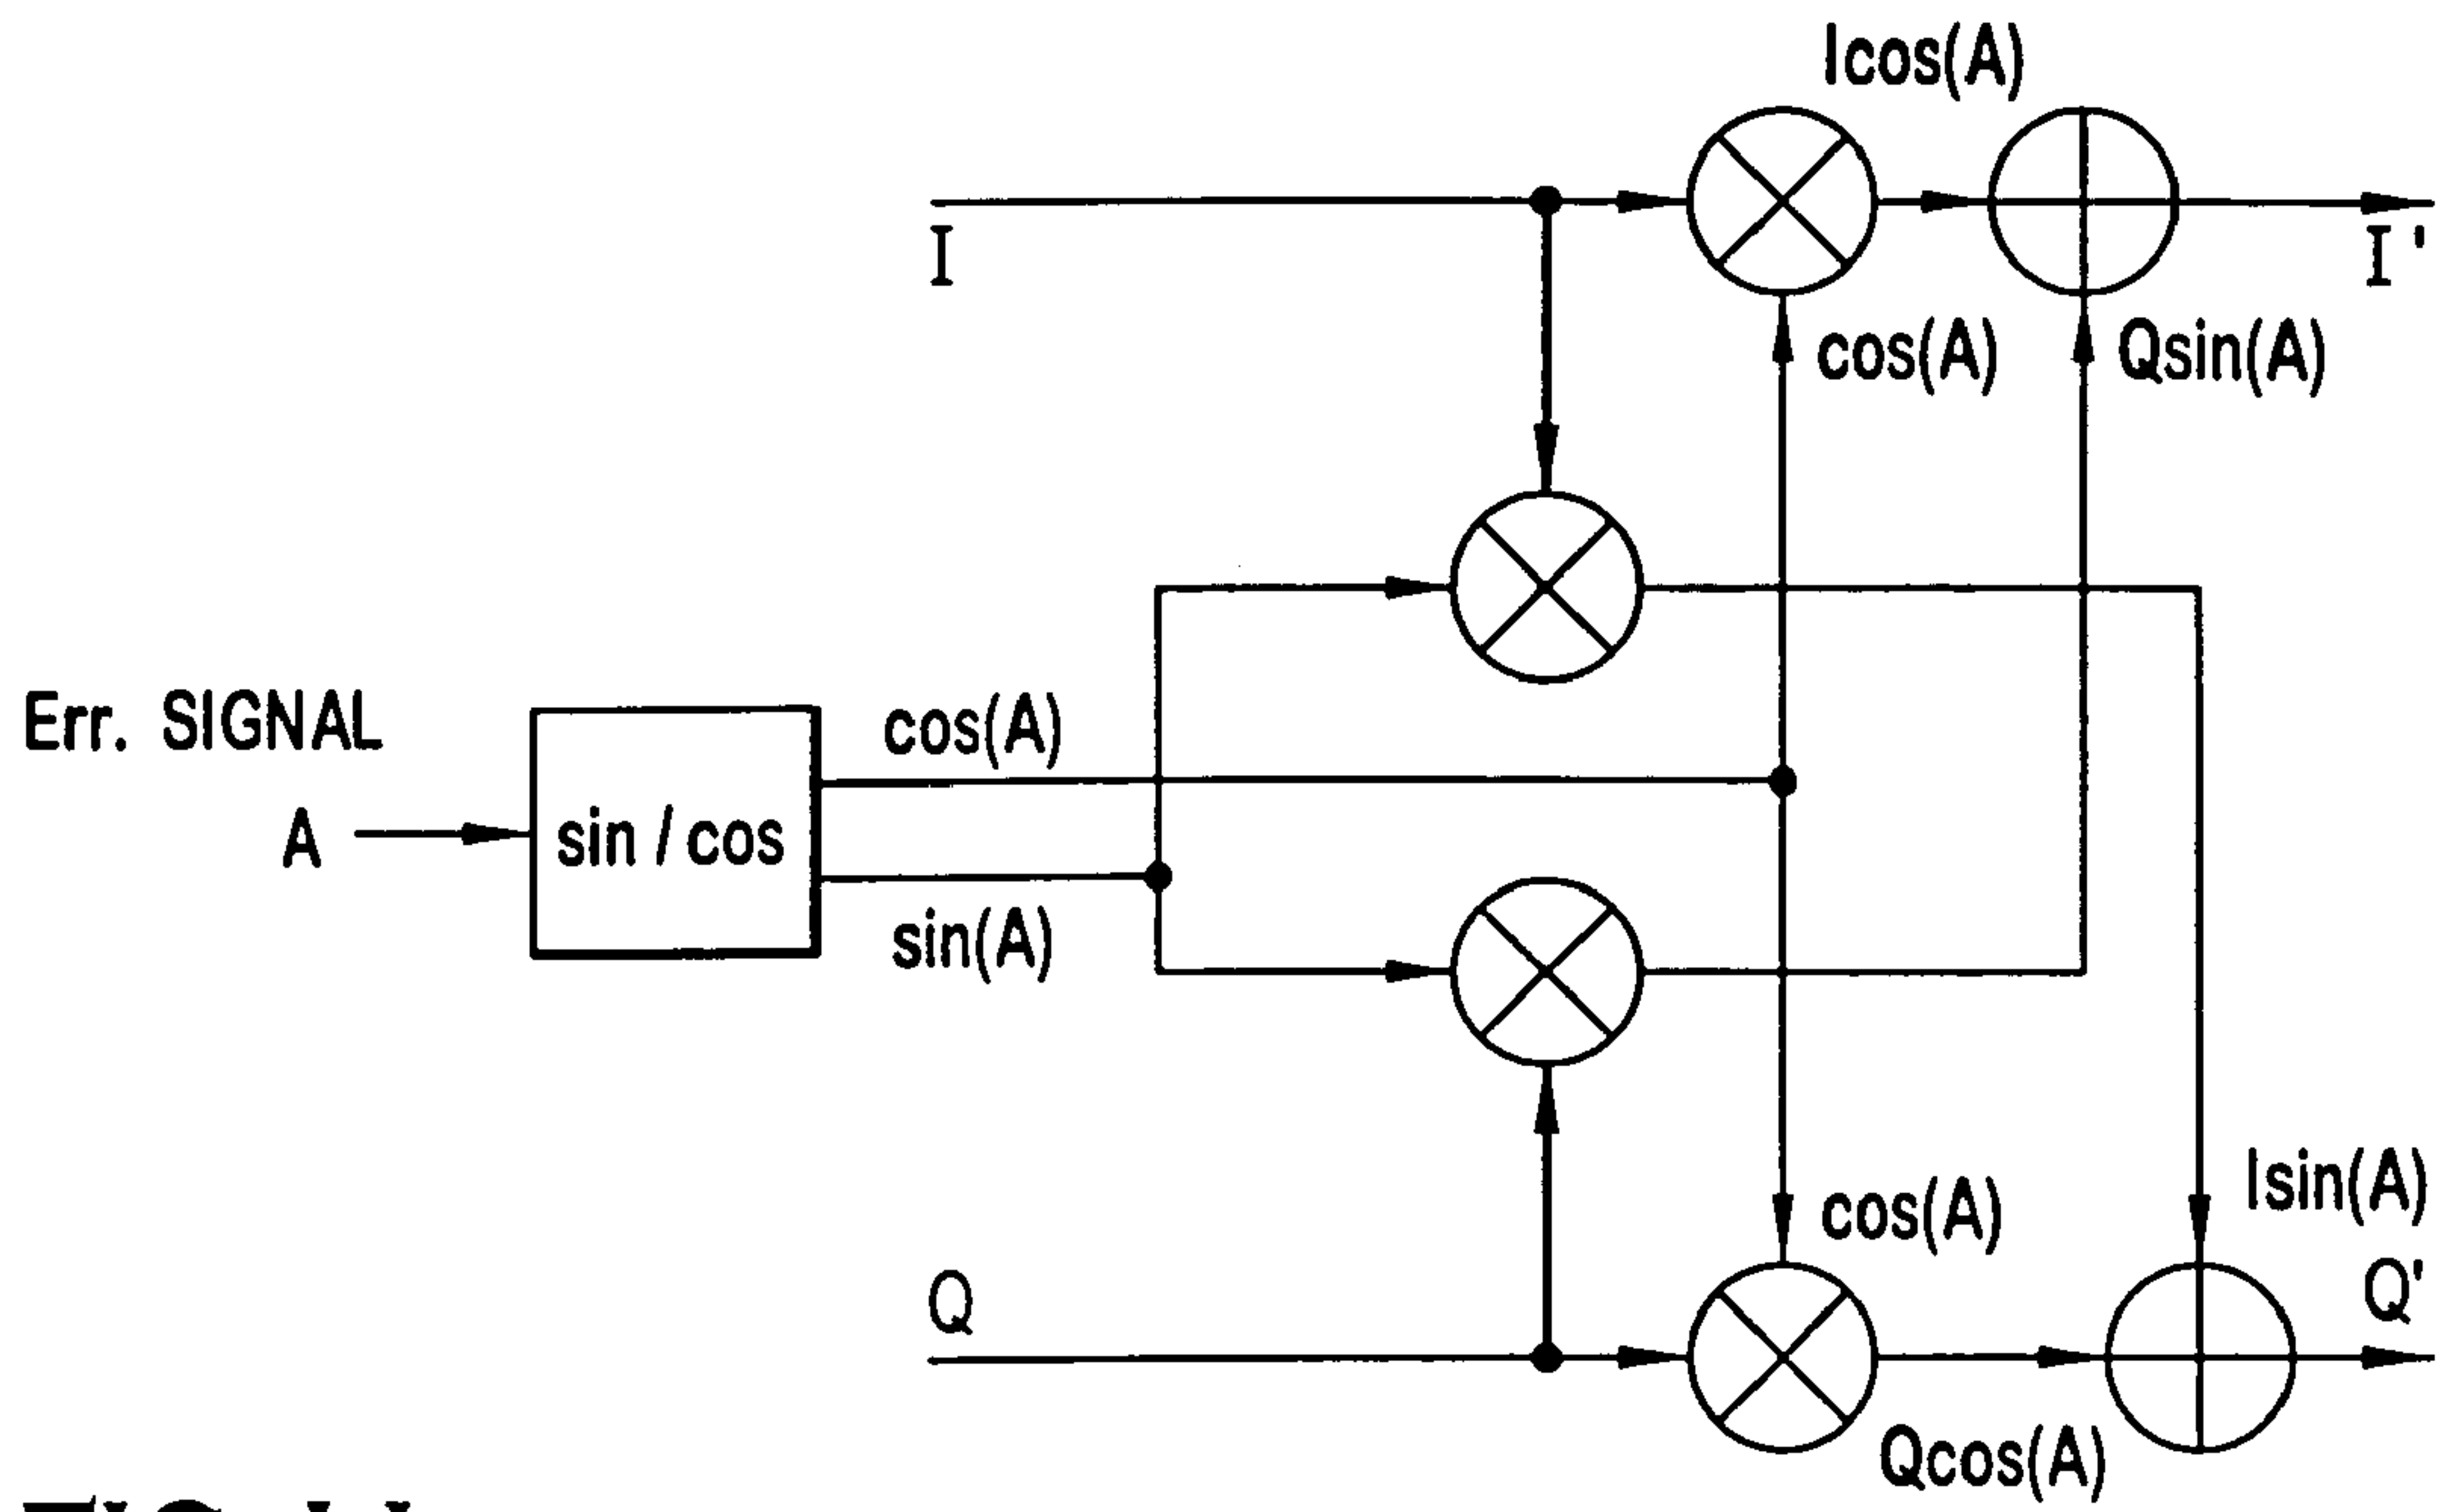 Icos(A)
I
I'
cos(A)
Qsin(A)
Err. SIGNAL
cos(A)
A
sin / cos
sin(A)
Isin(A)
cos(A)
Q
Q'
Qcos(A)